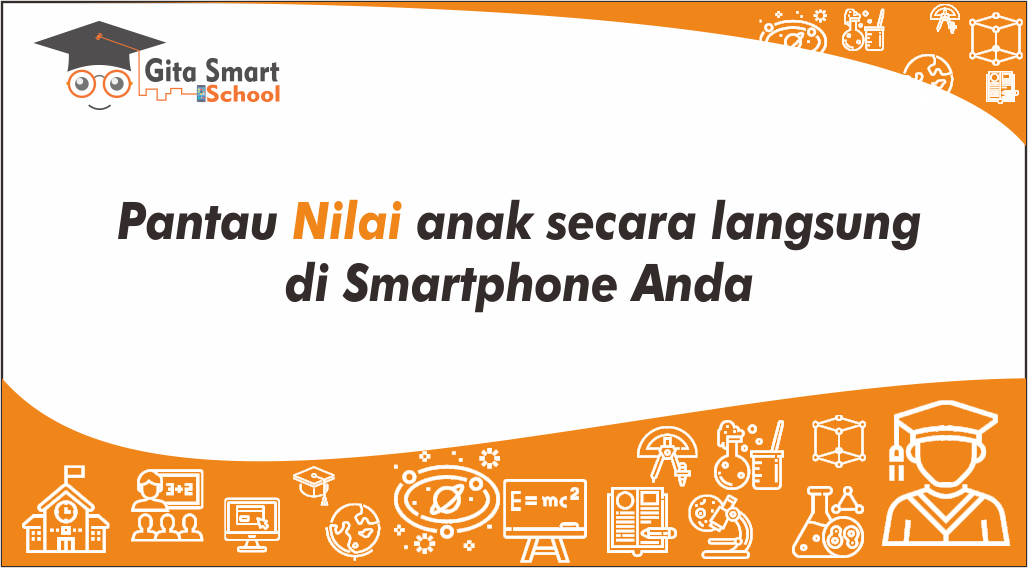 Gita Smart
School
Pantau Nilai anak secara langsung
di Smartphone Anda
3+2
E=mc²